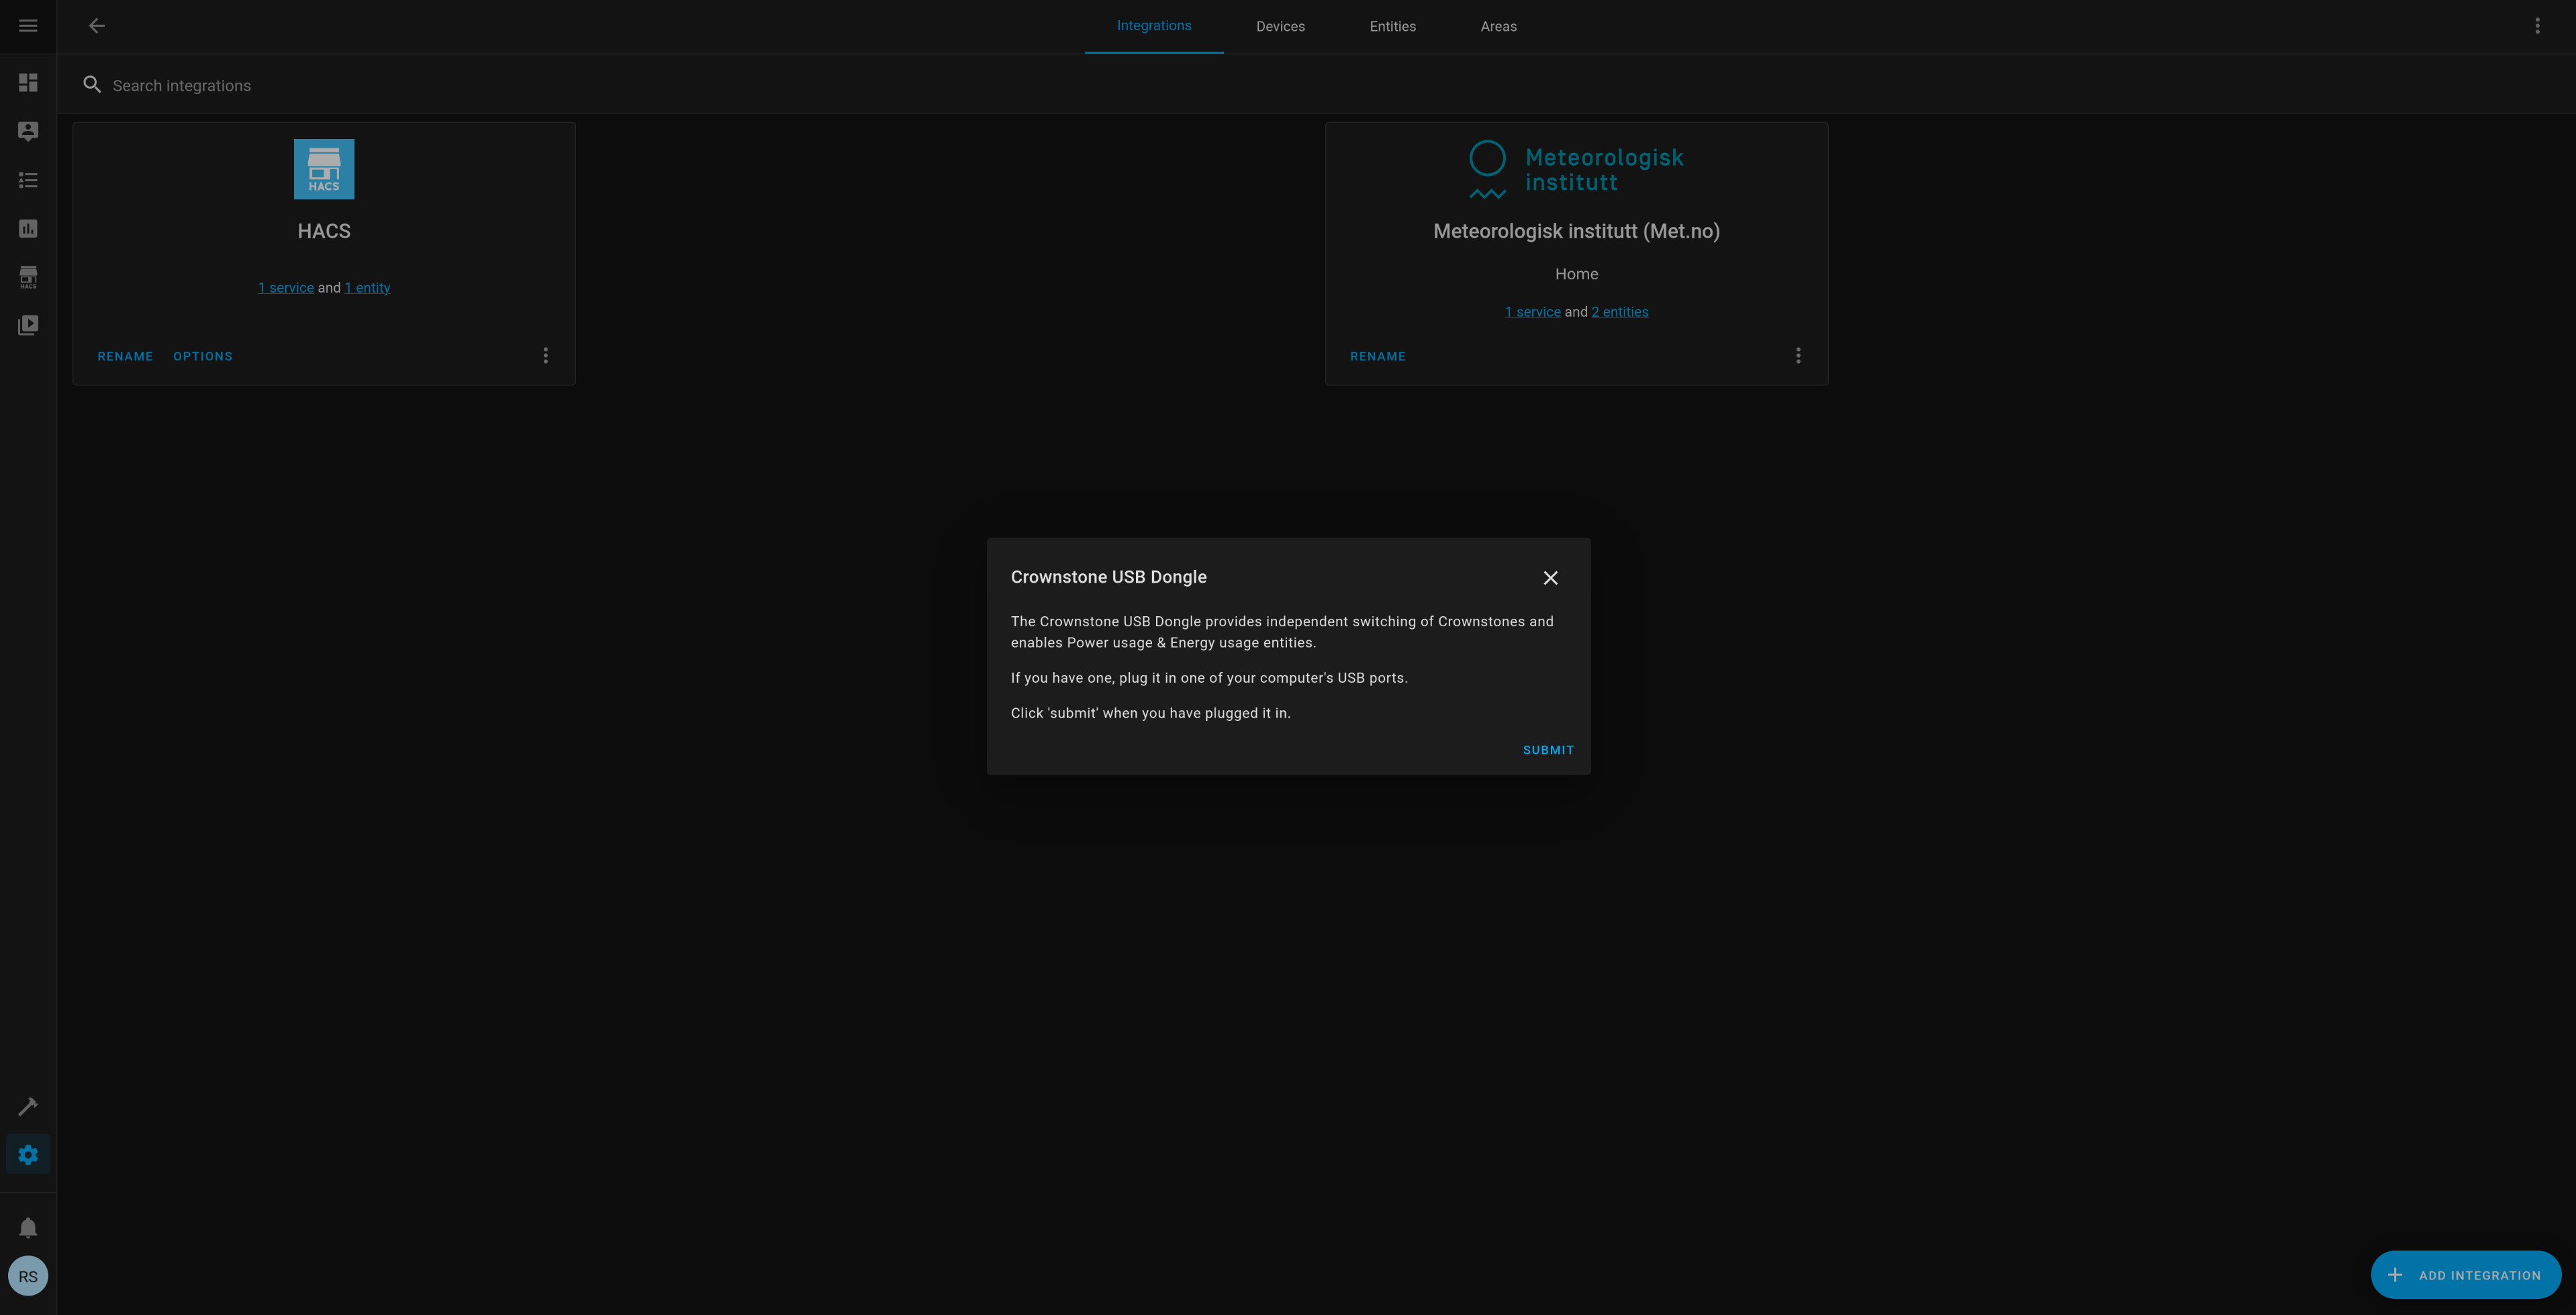 Integrations
Devices
Entities
Areas
Search integrations
HACS
HACS
1 service and 1 entity
RENAME
OPTIONS
Meteorologisk
institutt
Meteorologisk institutt (Met.no)
Home
1 service and 2 entities
RENAME
HACS
Crownstone USB Dongle
The Crownstone USB Dongle provides independent switching of Crownstones and
enables Power usage & Energy usage entities.
If you have one, plug it in one of your computer's USB ports.
Click 'submit' when you have plugged it in.
SUBMIT
RS
ADD INTEGRATION